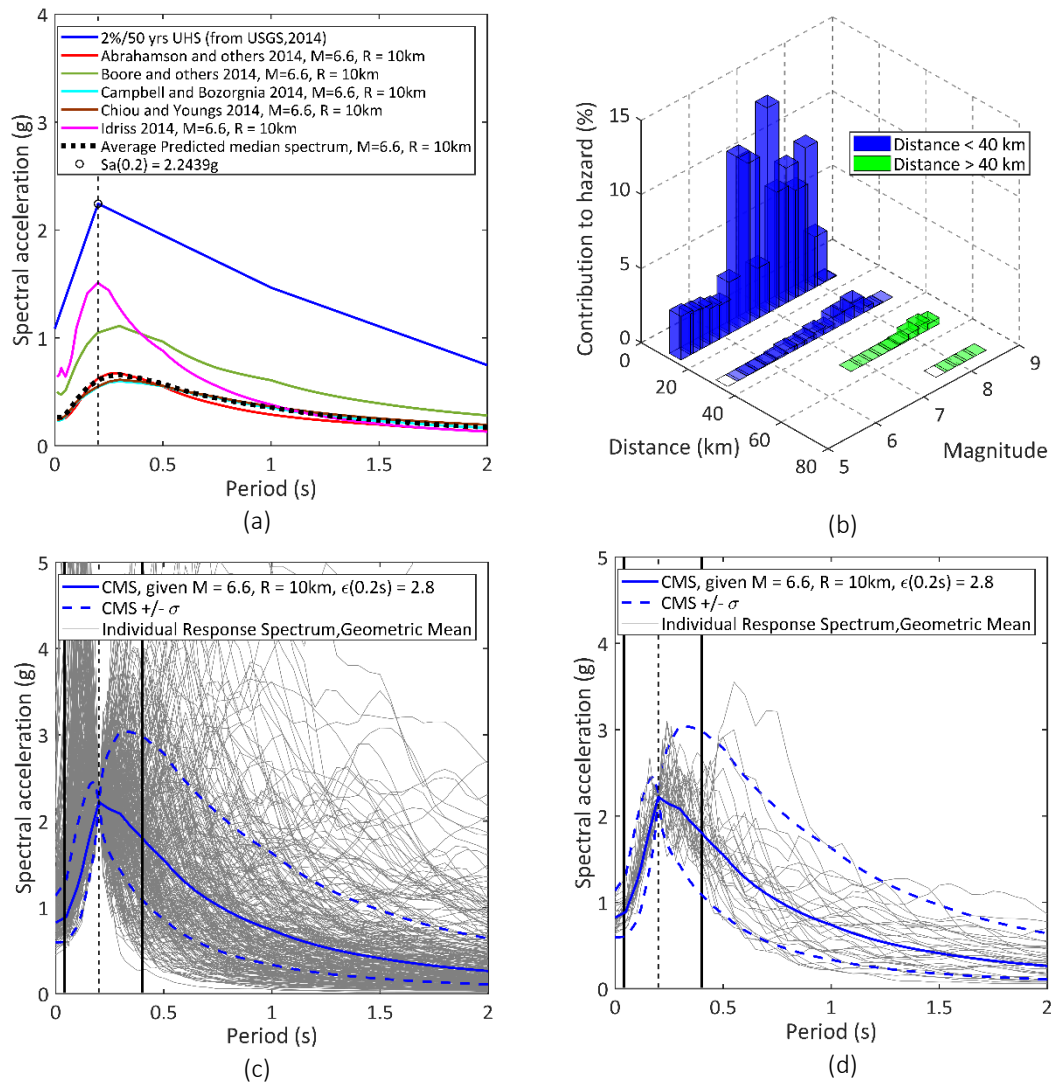 4
3
2
1
0
Spectral acceleration (g)
2%/50 yrs UHS (from USGS,2014)
Abrahamson and others 2014, M=6.6, R = 10km
Boore and others 2014, M=6.6, R = 10km
Campbell and Bozorgnia 2014, M=6.6, R = 10km
Chiou and Youngs 2014, M=6.6, R = 10km
Idriss 2014, M=6.6, R = 10km
Average Predicted median spectrum, M=6.6, R = 10km
Sa(0.2) = 2.2439g
0 0.5 1 1.5 2
Period (s)
(a)
15
10
5
0
Contribution to hazard (%)
Distance < 40 km
Distance > 40 km
0 20 40 60 80
Distance (km)
5 6 7 8 9
Magnitude
(b)
5
4
3
2
1
0
Spectral acceleration (g)
CMS, given M = 6.6, R = 10km, ϵ(0.2s) = 2.8
CMS +/- σ
Individual Response Spectrum,Geometric Mean
0 0.5 1 1.5 2
Period (s)
(c)
5
4
3
2
1
0
Spectral acceleration (g)
CMS, given M = 6.6, R = 10km, ϵ(0.2s) = 2.8
CMS +/- σ
Individual Response Spectrum,Geometric Mean
0 0.5 1 1.5 2
Period (s)
(d)